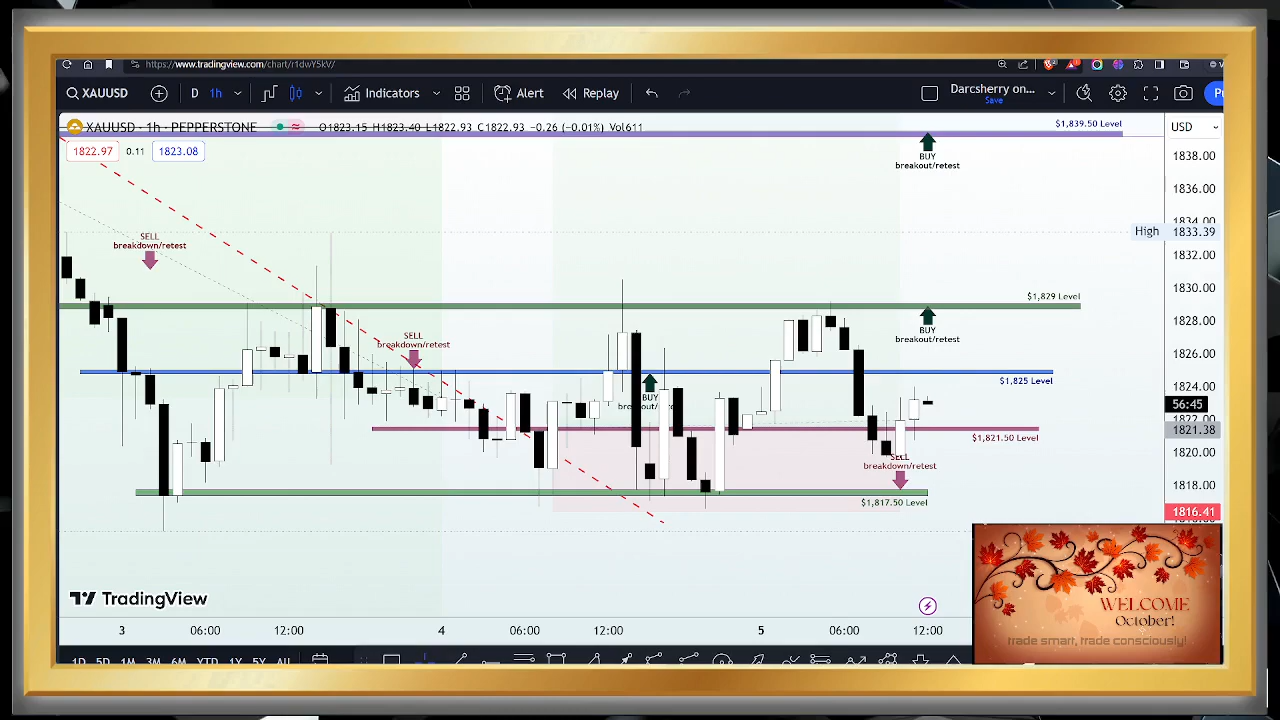 https://www.tradingview.com/chart/r1dwY5kV/
XAUUSD
D 1h
Indicators
Alert
Replay
Darcsherry on...
Save
XAUUSD · 1h · PEPPERSTONE
O1823.15 H1823.40 L1822.93 C1822.93 −0.26 (−0.01%) Vol611
$1,839.50 Level
USD
1822.97 0.11 1823.08
BUY
breakout/retest
1838.00
1836.00
1834.00
High 1833.39
SELL
breakdown/retest
1832.00
1830.00
$1,829 Level
1828.00
BUY
breakout/retest
SELL
breakdown/retest
1826.00
$1,825 Level
1824.00
BUY
56:45
1822.00
1821.38
$1,821.50 Level
1820.00
SELL
breakdown/retest
1818.00
$1,817.50 Level
1816.41
TradingView
WELCOME
October!
trade smart, trade consciously!
3 06:00 12:00 4 06:00 12:00 5 06:00 12:00
1D 5D 1M 3M 6M YTD 1Y 5Y All